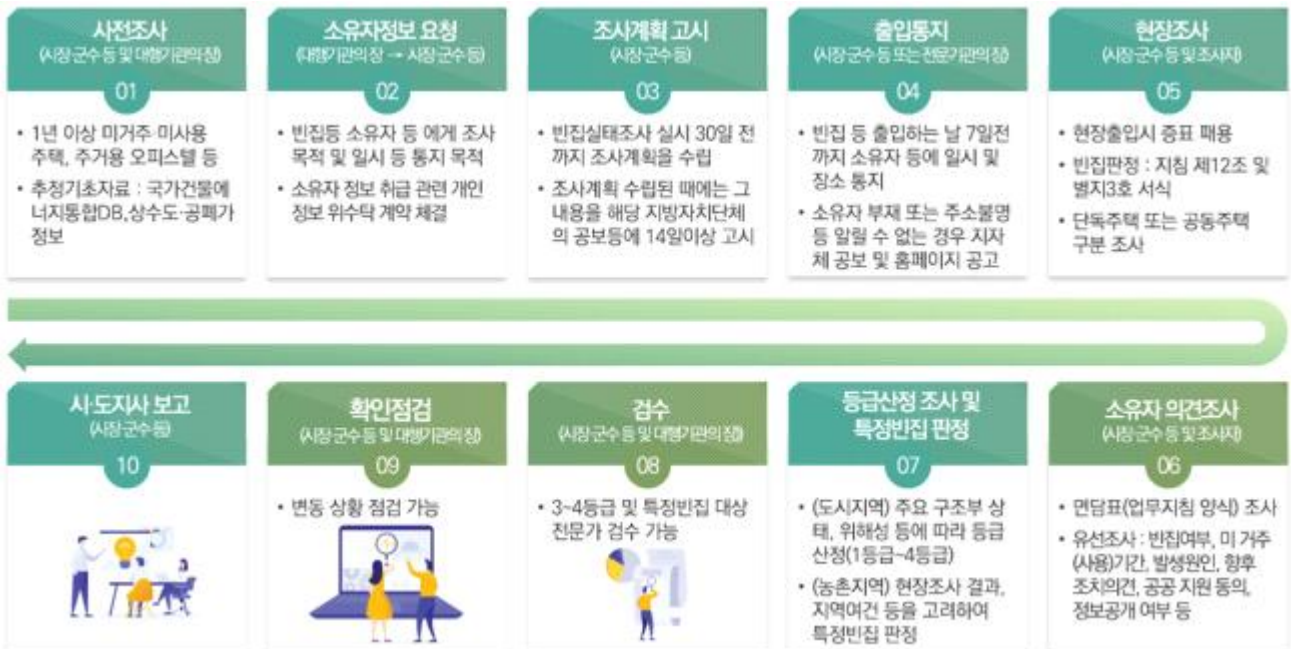 사전조사
(시장·군수 등 및 대행기관의 장)
01
• 1년 이상 미거주·미사용
주택, 주거용 오피스텔 등
• 추정기초자료 : 국가건물에
너지통합DB,상수도·공폐가
정보
소유자정보 요청
(대행기관의 장 → 시장·군수 등)
02
• 빈집등 소유자 등 에게 조사
목적 및 일시 등 통지 목적
• 소유자 정보 취급 관련 개인
정보 위수탁 계약 체결
조사계획 고시
(시장·군수 등)
03
• 빈집실태조사 실시 30일 전
까지 조사계획을 수립
• 조사계획 수립된 때에는 그
내용을 해당 지방자치단체
의 공보등에 14일이상 고시
출입통지
(시장·군수 등 또는 전문기관의 장)
04
• 빈집 등 출입하는 날 7일전
까지 소유자 등에 일시 및
장소 통지
• 소유자 부재 또는 주소불명
등 알릴 수 없는 경우 지자
체 공보 및 홈페이지 공고
현장조사
(시장·군수 등 및 조사자)
05
• 현장출입시 증표 패용
• 빈집판정 : 지침 제12조 및
별지3호 서식
• 단독주택 또는 공동주택
구분 조사
시·도지사 보고
(시장·군수 등)
10
확인점검
(시장·군수 등 및 대행기관의 장)
09
• 변동 상황 점검 가능
검수
(시장·군수 등 및 대행기관의 장)
08
• 3~4등급 및 특정빈집 대상
전문가 검수 가능
등급산정 조사 및
특정빈집 판정
07
• (도시지역) 주요 구조부 상
태, 위해성 등에 따라 등급
산정(1등급~4등급)
• (농촌지역) 현장조사 결과,
지역여건 등을 고려하여
특정빈집 판정
소유자 의견조사
(시장·군수 등 및 조사자)
06
• 면담표(업무지침 양식) 조사
• 유선조사 : 빈집여부, 미 거주
(사용)기간, 발생원인, 향후
조치의견, 공공 지원 동의,
정보공개 여부 등